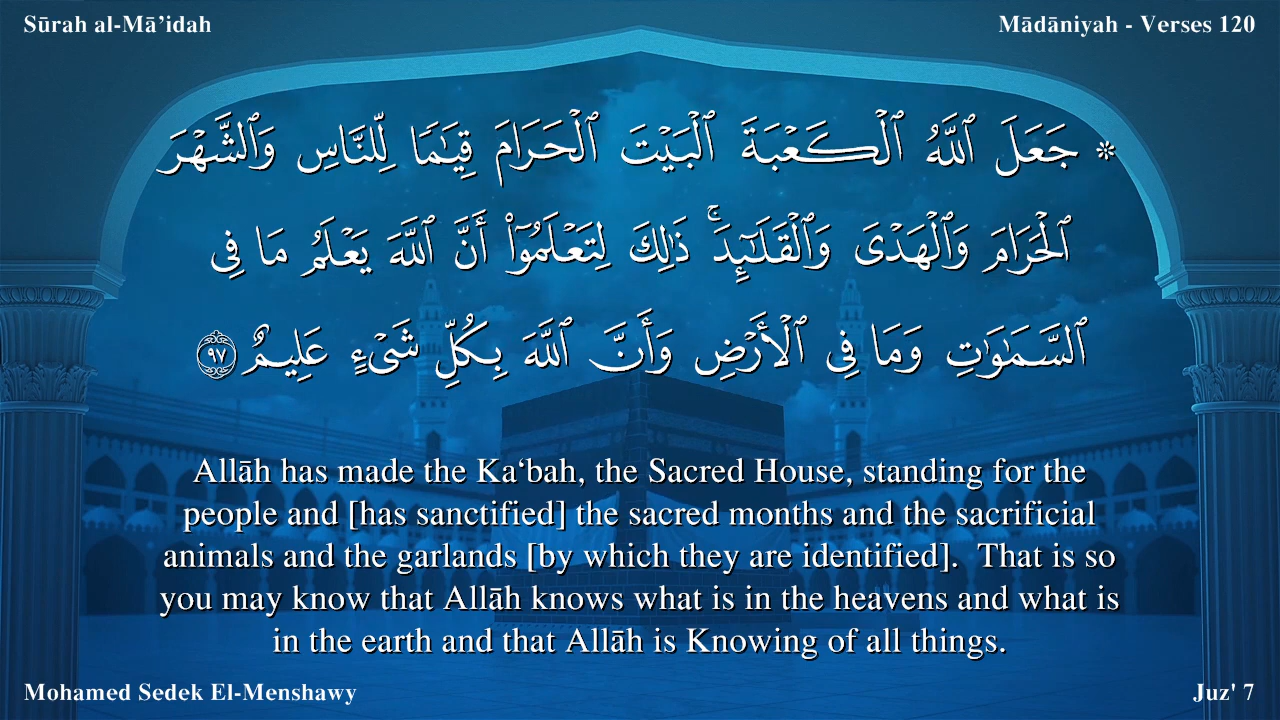 Sūrah al-Mā’idah
Mādāniyah - Verses 120
۞ جَعَلَ ٱللَّهُ ٱلْكَعْبَةَ ٱلْبَيْتَ ٱلْحَرَامَ قِيَـٰمًا لِّلنَّاسِ وَٱلشَّهْرَ
ٱلْحَرَامَ وَٱلْهَدْىَ وَٱلْقَلَـٰٓئِدَ ۚ ذَٰلِكَ لِتَعْلَمُوٓا۟ أَنَّ ٱللَّهَ يَعْلَمُ مَا فِى
ٱلسَّمَـٰوَٰتِ وَمَا فِى ٱلْأَرْضِ وَأَنَّ ٱللَّهَ بِكُلِّ شَىْءٍ عَلِيمٌ ٩٧
Allāh has made the Ka‘bah, the Sacred House, standing for the
people and [has sanctified] the sacred months and the sacrificial
animals and the garlands [by which they are identified].  That is so
you may know that Allāh knows what is in the heavens and what is
in the earth and that Allāh is Knowing of all things.
Mohamed Sedek El-Menshawy
Juz' 7